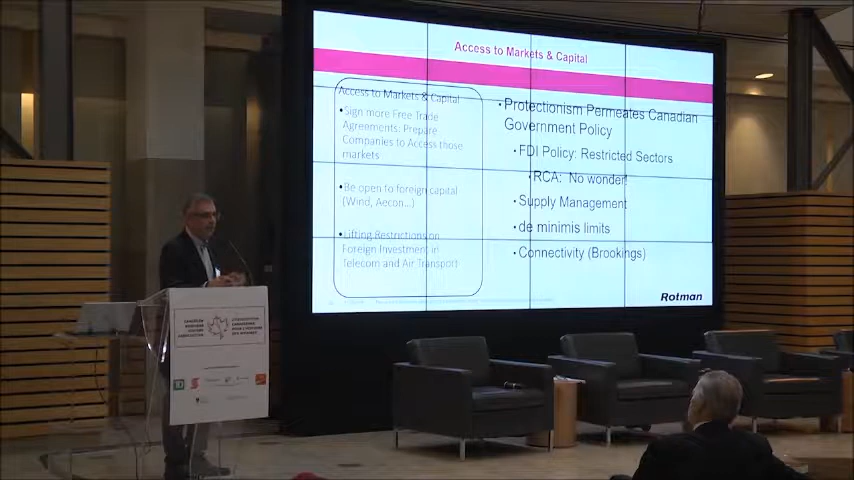 Access to Markets & Capital
Access to Markets & Capital
•Sign more Free Trade
Agreements: Prepare
Companies to Access those
markets
•Be open to foreign capital
(Wind, Aecon...)
•Lifting Restrictions on
Foreign Investment in
Telecom and Air Transport
•Protectionism Permeates Canadian
Government Policy
•FDI Policy: Restricted Sectors
•RCA: No wonder!
•Supply Management
•de minimis limits
•Connectivity (Brookings)
Rotman
TD